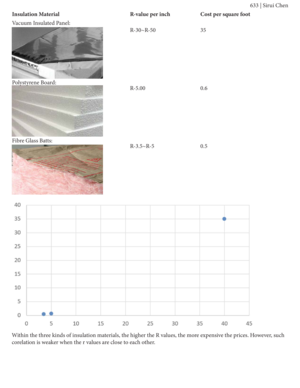 633 | Sirui Chen
Insulation Material R-value per inch Cost per square foot
Vacuum Insulated Panel:
R-30~R-50 35
Polystyrene Board:
R-5.00 0.6
Fibre Glass Batts:
R-3.5~R-5 0.5
40
35
30
25
20
15
10
5
0
0 5 10 15 20 25 30 35 40 45
Within the three kinds of insulation materials, the higher the R values, the more expensive the prices. However, such
corelation is weaker when the r values are close to each other.